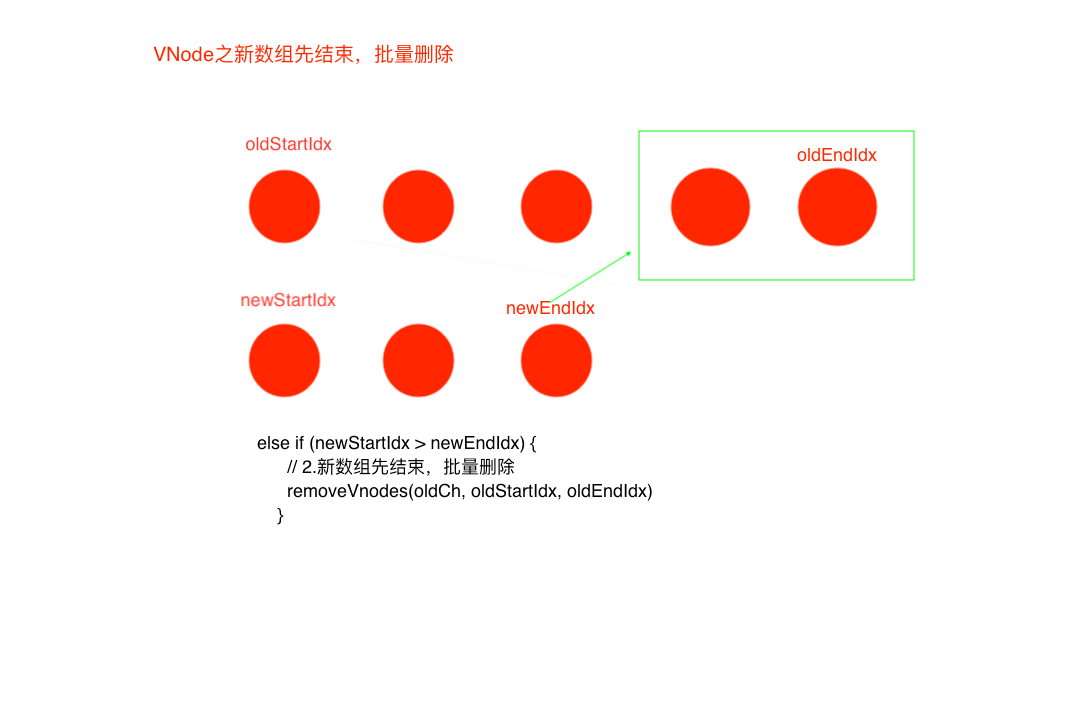 VNode之新数组先结束，批量删除
oldStartIdx
oldEndIdx
newStartIdx
newEndIdx
else if (newStartIdx > newEndIdx) {
// 2.新数组先结束，批量删除
removeVnodes(oldCh, oldStartIdx, oldEndIdx)
}